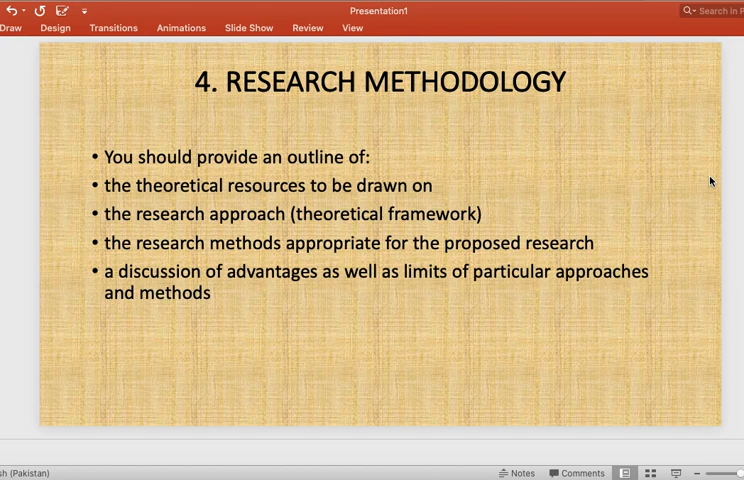 Presentation1
Search in P
Draw Design Transitions Animations Slide Show Review View
4. RESEARCH METHODOLOGY
• You should provide an outline of:
• the theoretical resources to be drawn on
• the research approach (theoretical framework)
• the research methods appropriate for the proposed research
• a discussion of advantages as well as limits of particular approaches
and methods
sh (Pakistan) Notes Comments